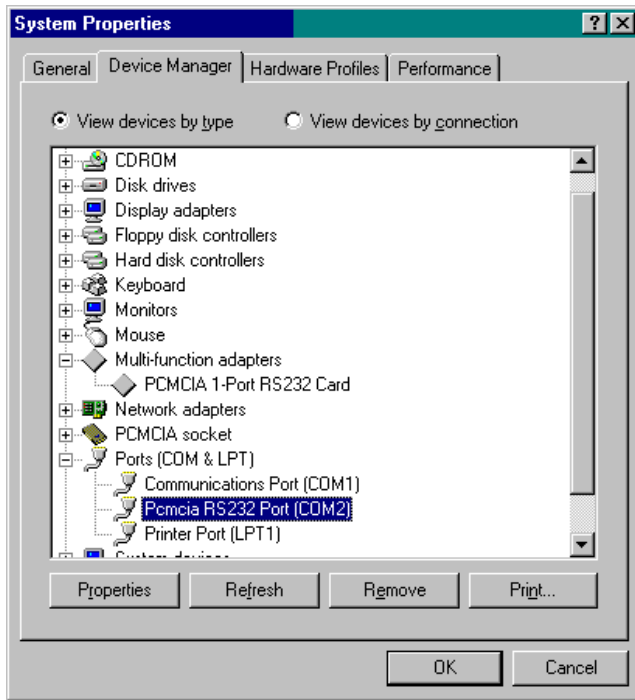 System Properties
General Device Manager Hardware Profiles Performance
View devices by type View devices by connection
CDROM
Disk drives
Display adapters
Floppy disk controllers
Hard disk controllers
Keyboard
Monitors
Mouse
Multi-function adapters
PCMCIA 1-Port RS232 Card
Network adapters
PCMCIA socket
Ports (COM & LPT)
Communications Port (COM1)
Pcmcia RS232 Port (COM2)
Printer Port (LPT1)
System devices
Properties Refresh Remove Print...
OK Cancel